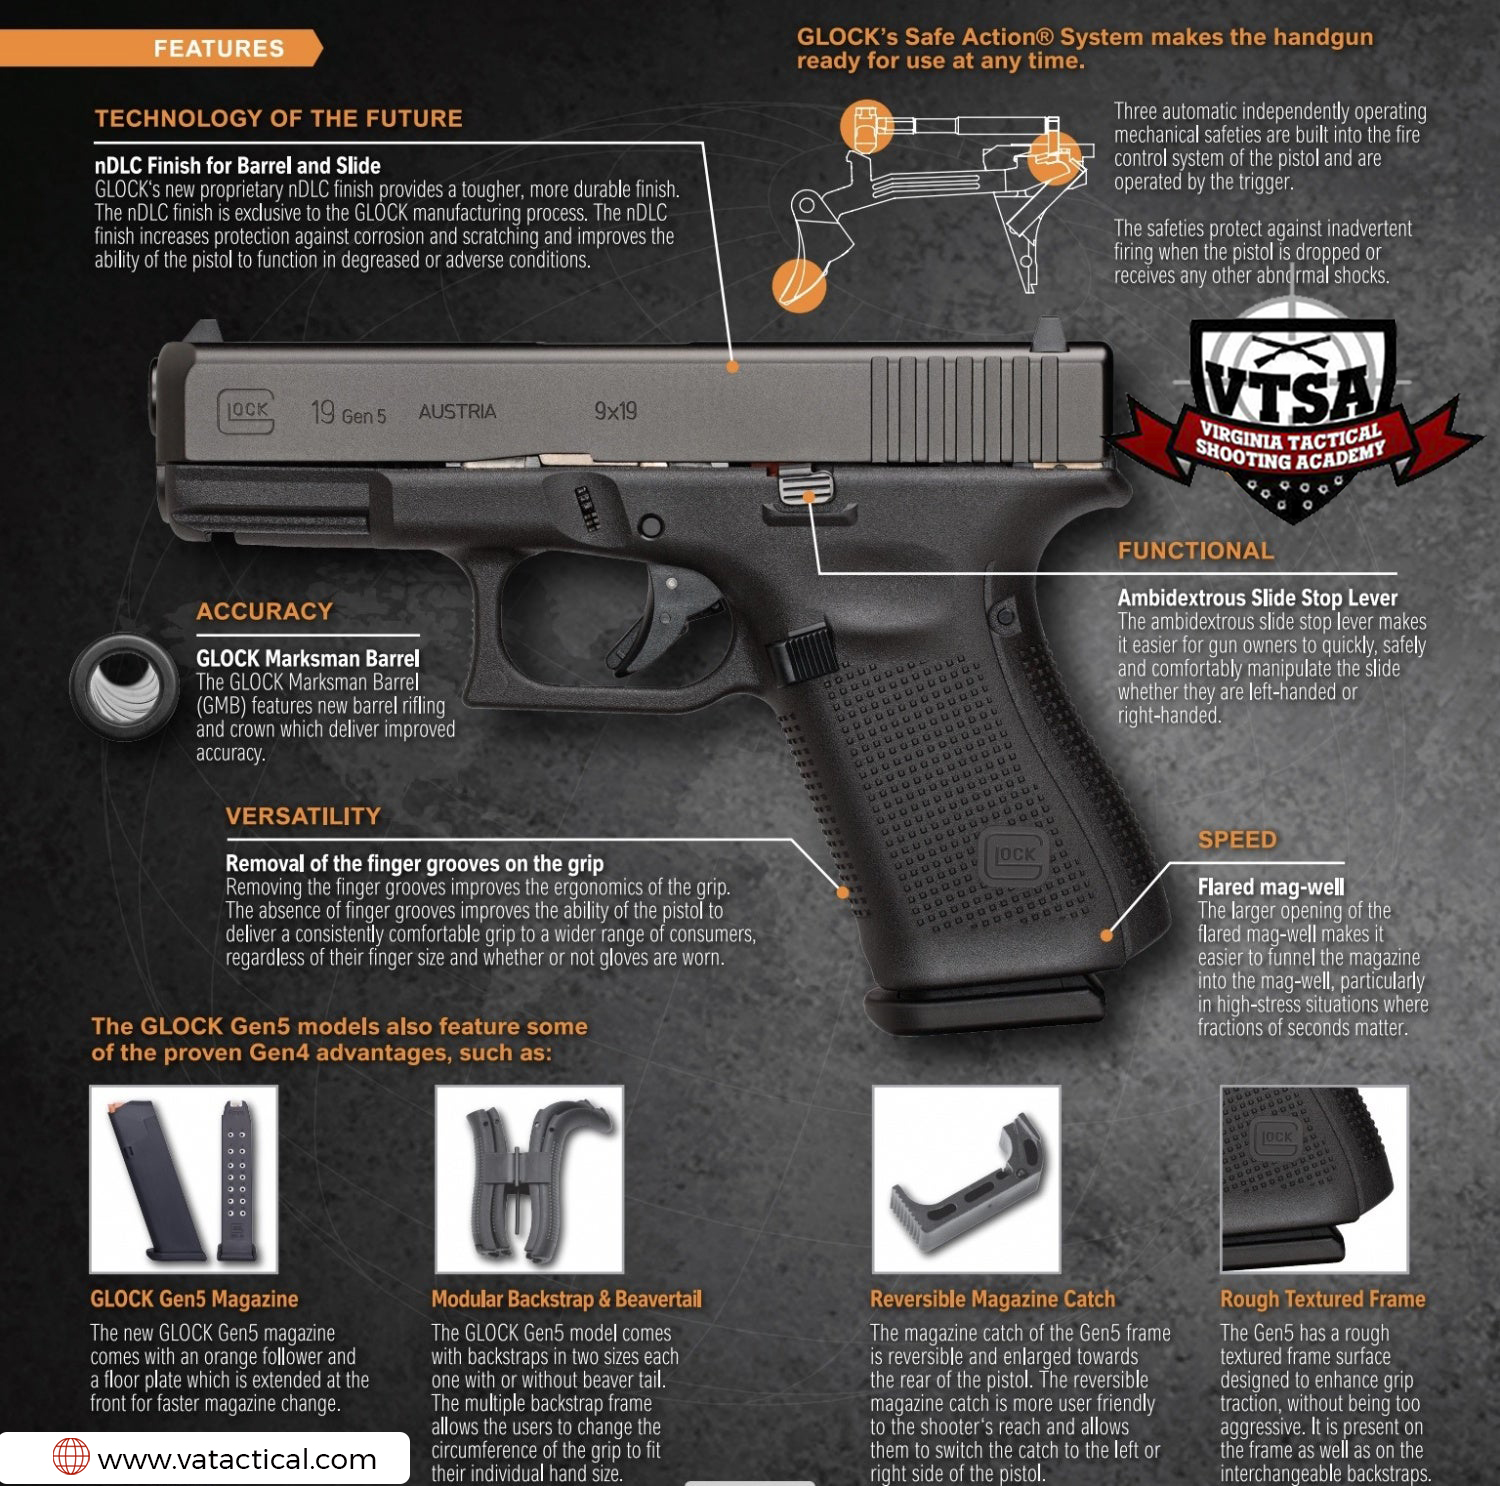 FEATURES
GLOCK's Safe Action® System makes the handgun
ready for use at any time.
TECHNOLOGY OF THE FUTURE
nDLC Finish for Barrel and Slide
GLOCK's new proprietary nDLC finish provides a tougher, more durable finish.
The nDLC finish is exclusive to the GLOCK manufacturing process. The nDLC
finish increases protection against corrosion and scratching and improves the
ability of the pistol to function in degreased or adverse conditions.
Three automatic independently operating
mechanical safeties are built into the fire
control system of the pistol and are
operated by the trigger.
The safeties protect against inadvertent
firing when the pistol is dropped or
receives any other abnormal shocks.
GLOCK 19 Gen 5 AUSTRIA 9x19
VTSA
VIRGINIA TACTICAL
SHOOTING ACADEMY
FUNCTIONAL
Ambidextrous Slide Stop Lever
The ambidextrous slide stop lever makes
it easier for gun owners to quickly, safely
and comfortably manipulate the slide
whether they are left-handed or
right-handed.
ACCURACY
GLOCK Marksman Barrel
The GLOCK Marksman Barrel
(GMB) features new barrel rifling
and crown which deliver improved
accuracy.
VERSATILITY
Removal of the finger grooves on the grip
Removing the finger grooves improves the ergonomics of the grip.
The absence of finger grooves improves the ability of the pistol to
deliver a consistently comfortable grip to a wider range of consumers,
regardless of their finger size and whether or not gloves are worn.
GLOCK
SPEED
Flared mag-well
The larger opening of the
flared mag-well makes it
easier to funnel the magazine
into the mag-well, particularly
in high-stress situations where
fractions of seconds matter.
The GLOCK Gen5 models also feature some
of the proven Gen4 advantages, such as:
GLOCK
GLOCK Gen5 Magazine
The new GLOCK Gen5 magazine
comes with an orange follower and
a floor plate which is extended at the
front for faster magazine change.
Modular Backstrap & Beavertail
The GLOCK Gen5 model comes
with backstraps in two sizes each
one with or without beaver tail.
The multiple backstrap frame
allows the users to change the
circumference of the grip to fit
their individual hand size.
Reversible Magazine Catch
The magazine catch of the Gen5 frame
is reversible and enlarged towards
the rear of the pistol. The reversible
magazine catch is more user friendly
to the shooter's reach and allows
them to switch the catch to the left or
right side of the pistol.
Rough Textured Frame
The Gen5 has a rough
textured frame surface
designed to enhance grip
traction, without being too
aggressive. It is present on
the frame as well as on the
interchangeable backstraps.
www.vatactical.com